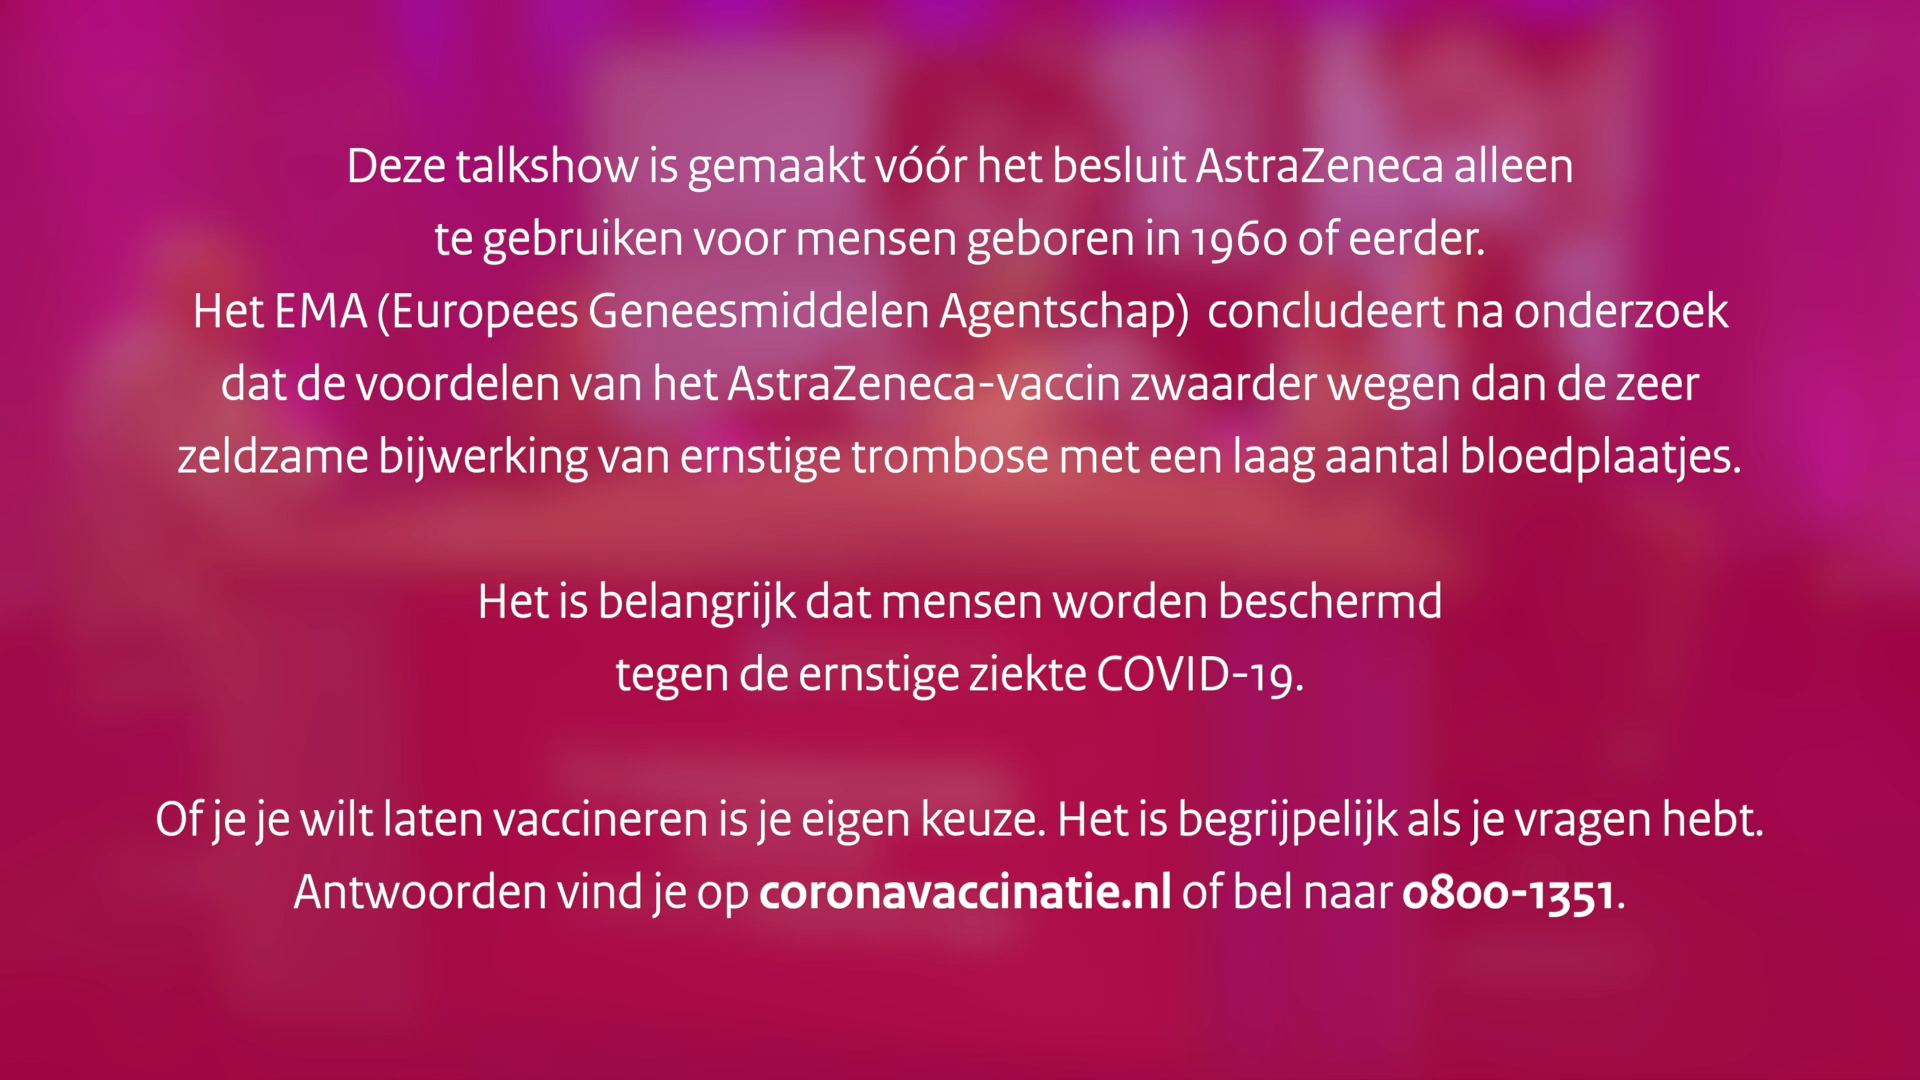 Deze talkshow is gemaakt vóór het besluit AstraZeneca alleen
te gebruiken voor mensen geboren in 1960 of eerder.
Het EMA (Europees Geneesmiddelen Agentschap) concludeert na onderzoek
dat de voordelen van het AstraZeneca-vaccin zwaarder wegen dan de zeer
zeldzame bijwerking van ernstige trombose met een laag aantal bloedplaatjes.
Het is belangrijk dat mensen worden beschermd
tegen de ernstige ziekte COVID-19.
Of je je wilt laten vaccineren is je eigen keuze. Het is begrijpelijk als je vragen hebt.
Antwoorden vind je op coronavaccinatie.nl of bel naar 0800-1351.